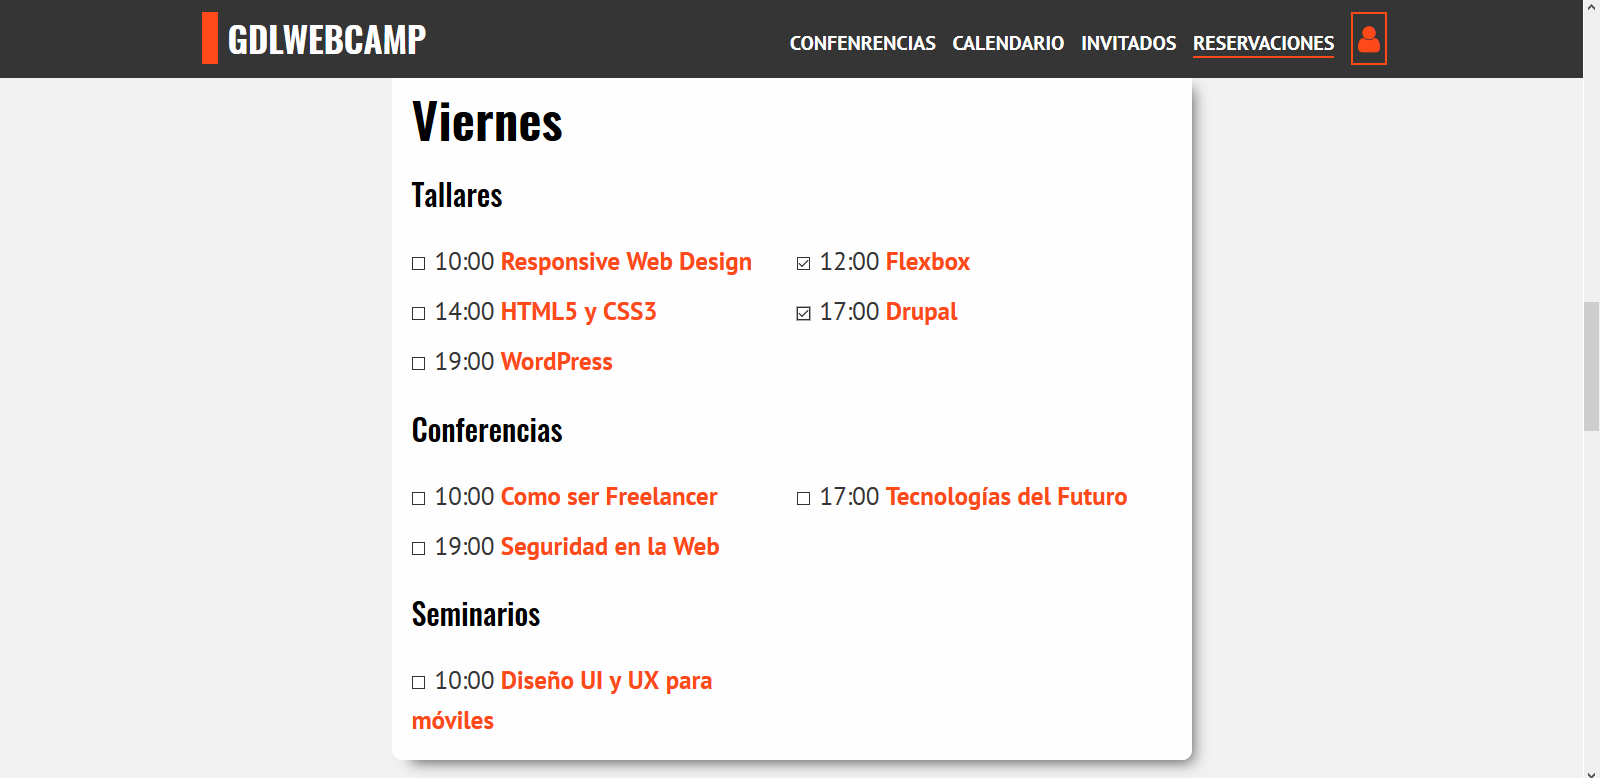 GDLWEBCAMP
CONFENRENCIAS CALENDARIO INVITADOS RESERVACIONES
Viernes
Tallares
10:00 Responsive Web Design
12:00 Flexbox
14:00 HTML5 y CSS3
17:00 Drupal
19:00 WordPress
Conferencias
10:00 Como ser Freelancer
17:00 Tecnologías del Futuro
19:00 Seguridad en la Web
Seminarios
10:00 Diseño UI y UX para
móviles